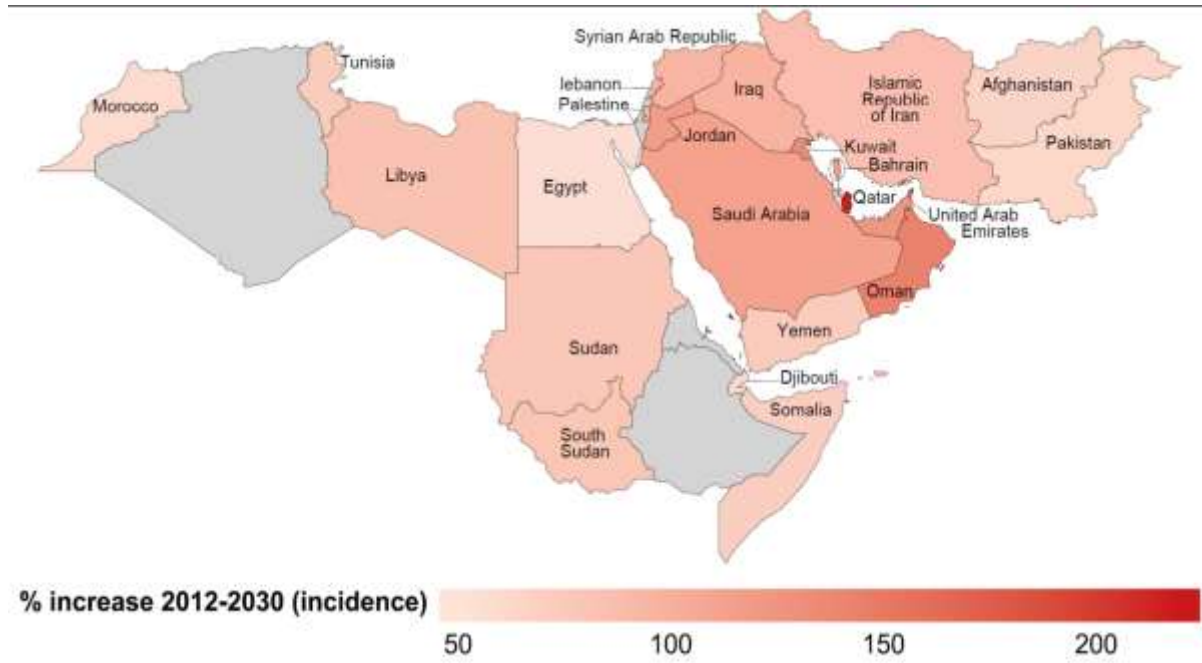 Syrian Arab Republic
Tunisia
lebanon
Palestine
Morocco
Iraq
Islamic
Republic
of Iran
Afghanistan
Jordan
Kuwait
Pakistan
Bahrain
Libya
Egypt
Saudi Arabia
Qatar
United Arab
Emirates
Oman
Yemen
Sudan
Djibouti
Somalia
South
Sudan
% increase 2012-2030 (incidence)
50 100 150 200